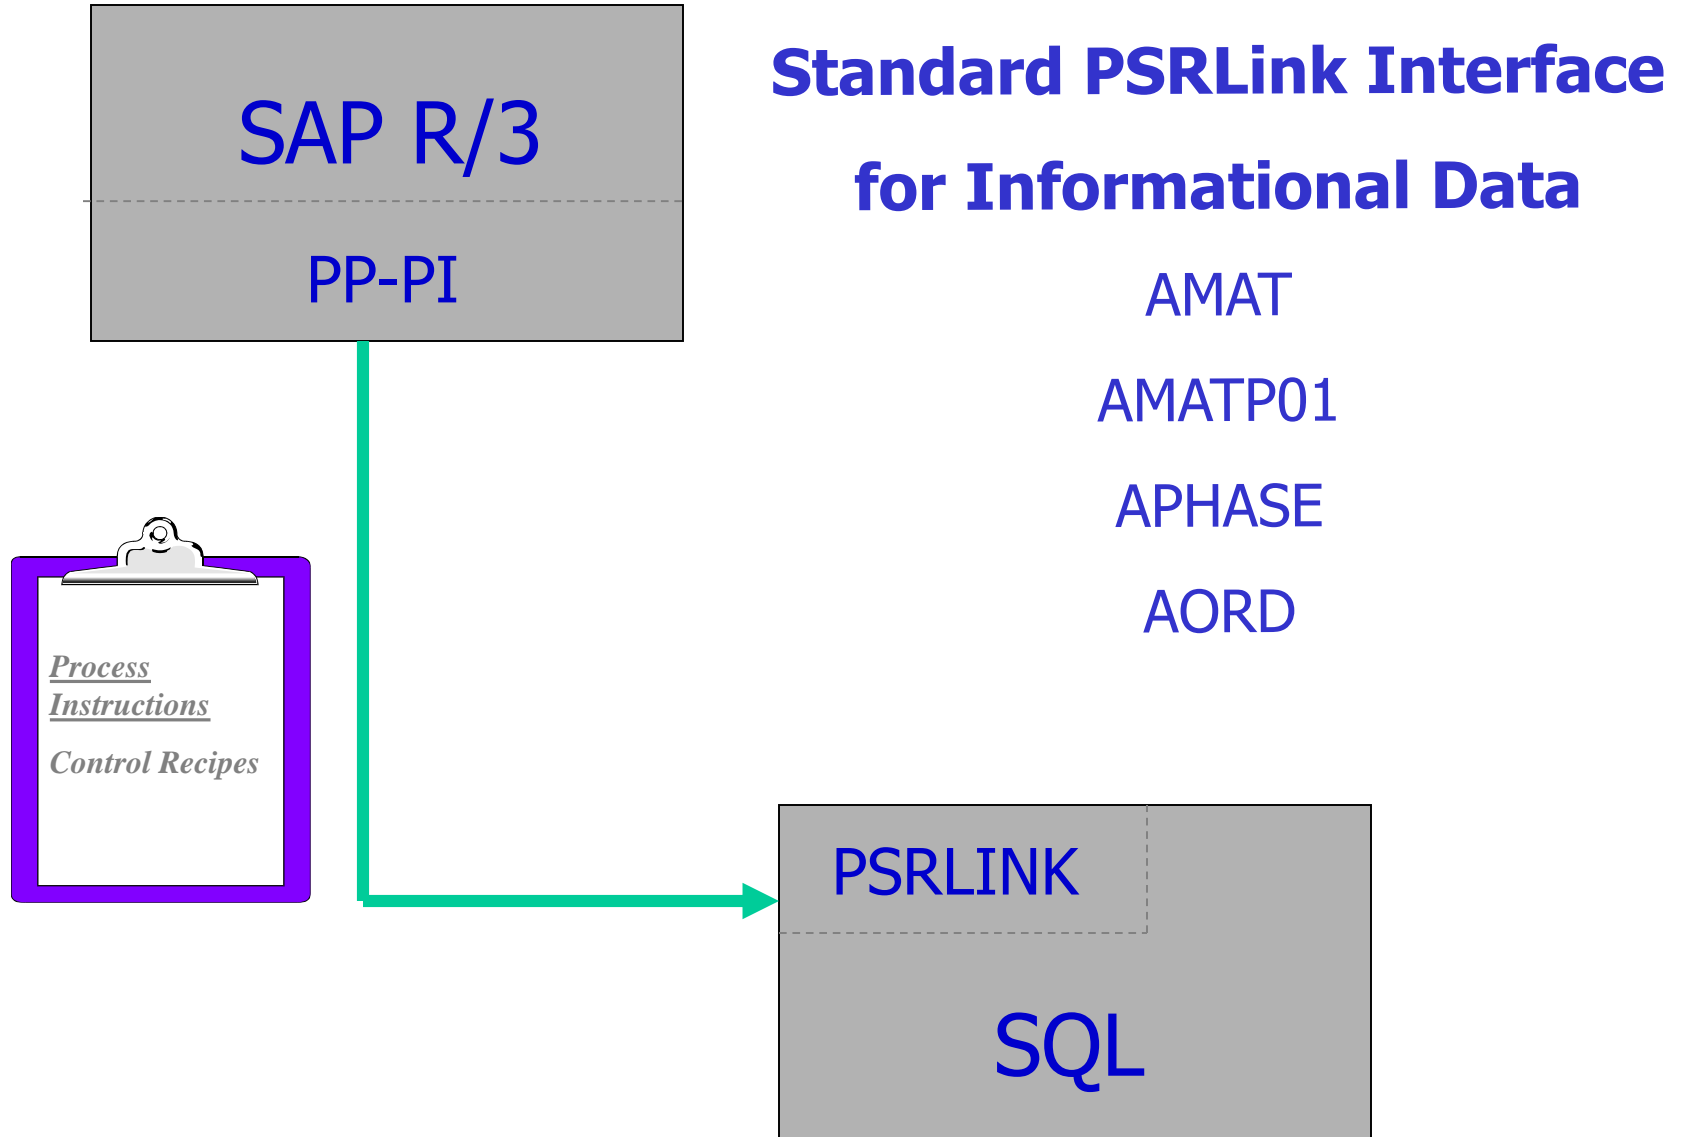 SAP R/3
PP-PI
Standard PSRLink Interface
for Informational Data
AMAT
AMATP01
APHASE
AORD
Process
Instructions
Control Recipes
PSRLINK
SQL